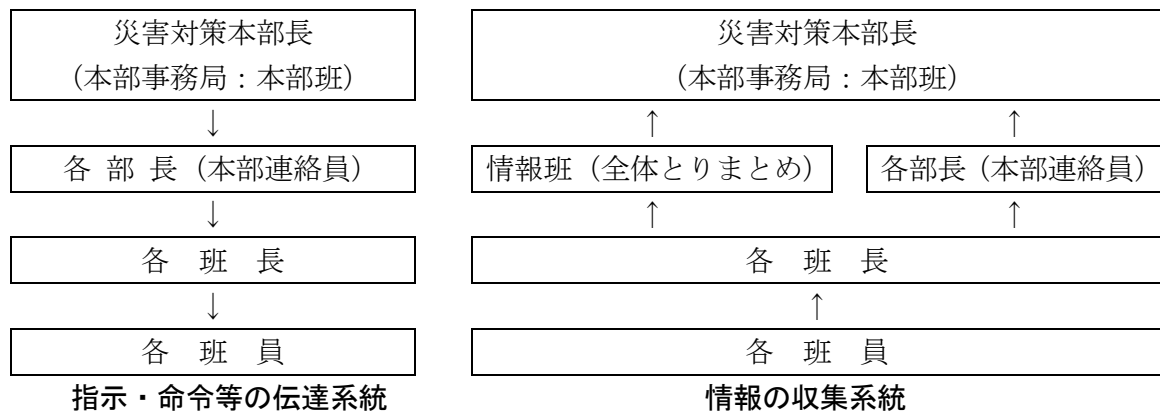 災害対策本部長
(本部事務局：本部班)
↓
各 部 長（本部連絡員）
↓
各 班 長
↓
各 班 員
指示・命令等の伝達系統
災害対策本部長
(本部事務局：本部班)
↑ ↑
情報班（全体とりまとめ） 各部長（本部連絡員）
↑ ↑
各 班 長
↑
各 班 員
情報の収集系統